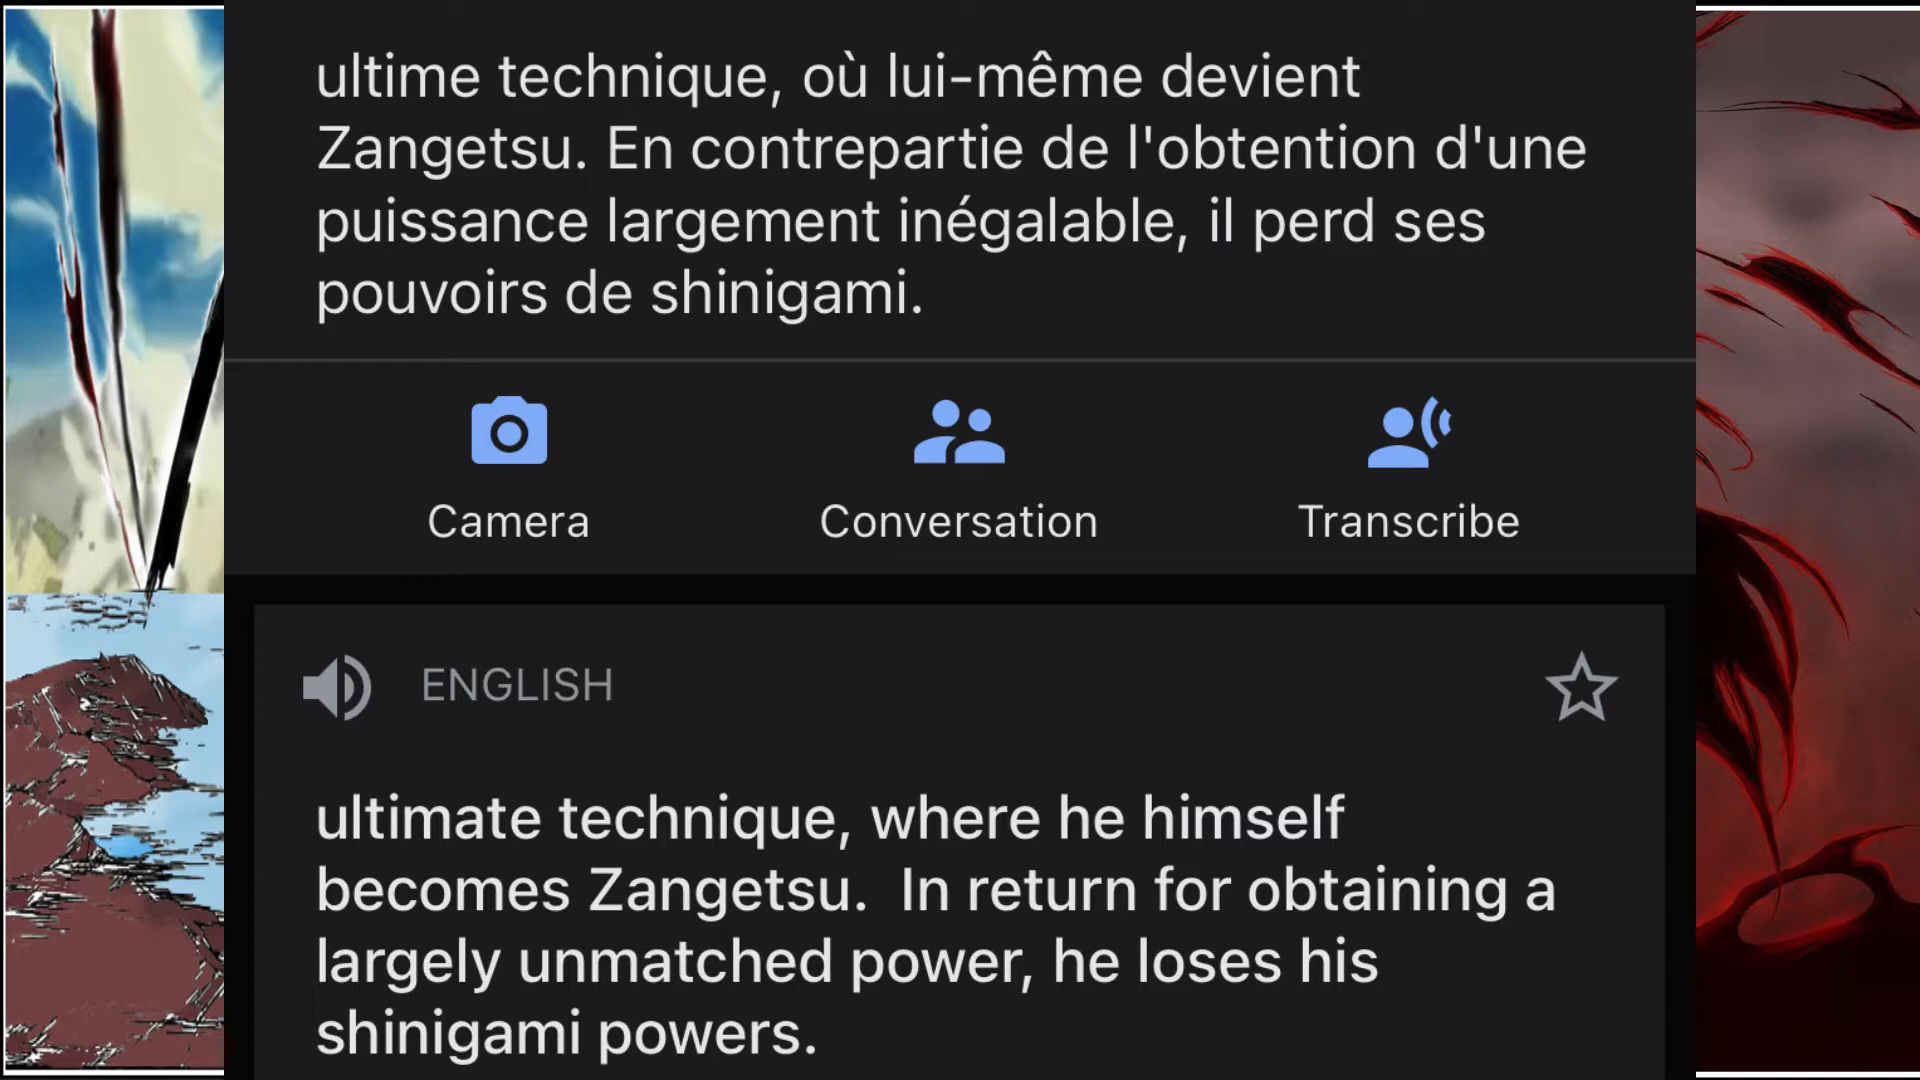 ultime technique, où lui-même devient
Zangetsu. En contrepartie de l'obtention d'une
puissance largement inégalable, il perd ses
pouvoirs de shinigami.
Camera
Conversation
Transcribe
ENGLISH
ultimate technique, where he himself
becomes Zangetsu.  In return for obtaining a
largely unmatched power, he loses his
shinigami powers.